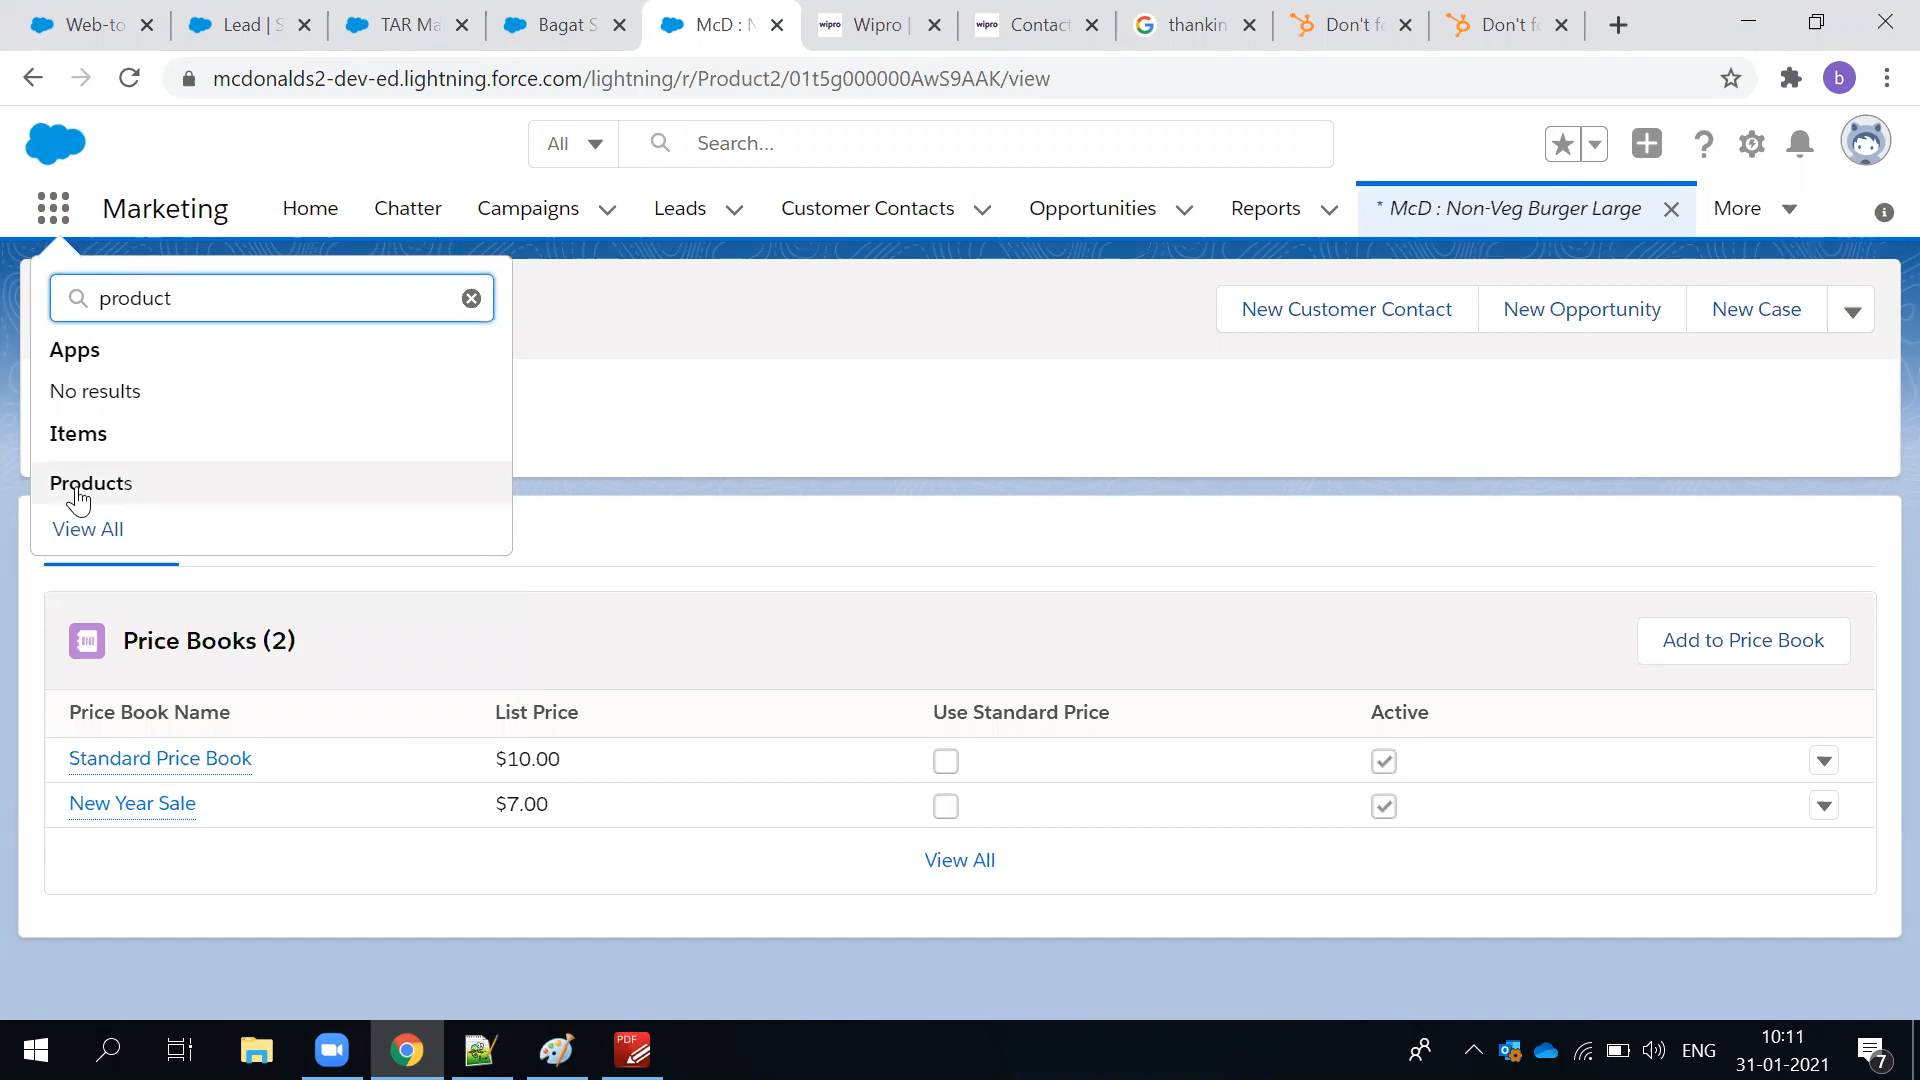 Web-to
Lead | S
TAR Ma
Bagat S
McD : N
wipro
Wipro |
wipro
Contact
thankin
Don't fo
Don't fo
mcdonalds2-dev-ed.lightning.force.com/lightning/r/Product2/01t5g000000AwS9AAK/view
b
All
Search...
Marketing
Home
Chatter
Campaigns
Leads
Customer Contacts
Opportunities
Reports
* McD : Non-Veg Burger Large
More
product
Apps
No results
Items
Products
View All
New Customer Contact
New Opportunity
New Case
Price Books (2)
Add to Price Book
Price Book Name
List Price
Use Standard Price
Active
Standard Price Book
$10.00
New Year Sale
$7.00
View All
PDF
ENG
10:11
31-01-2021
7